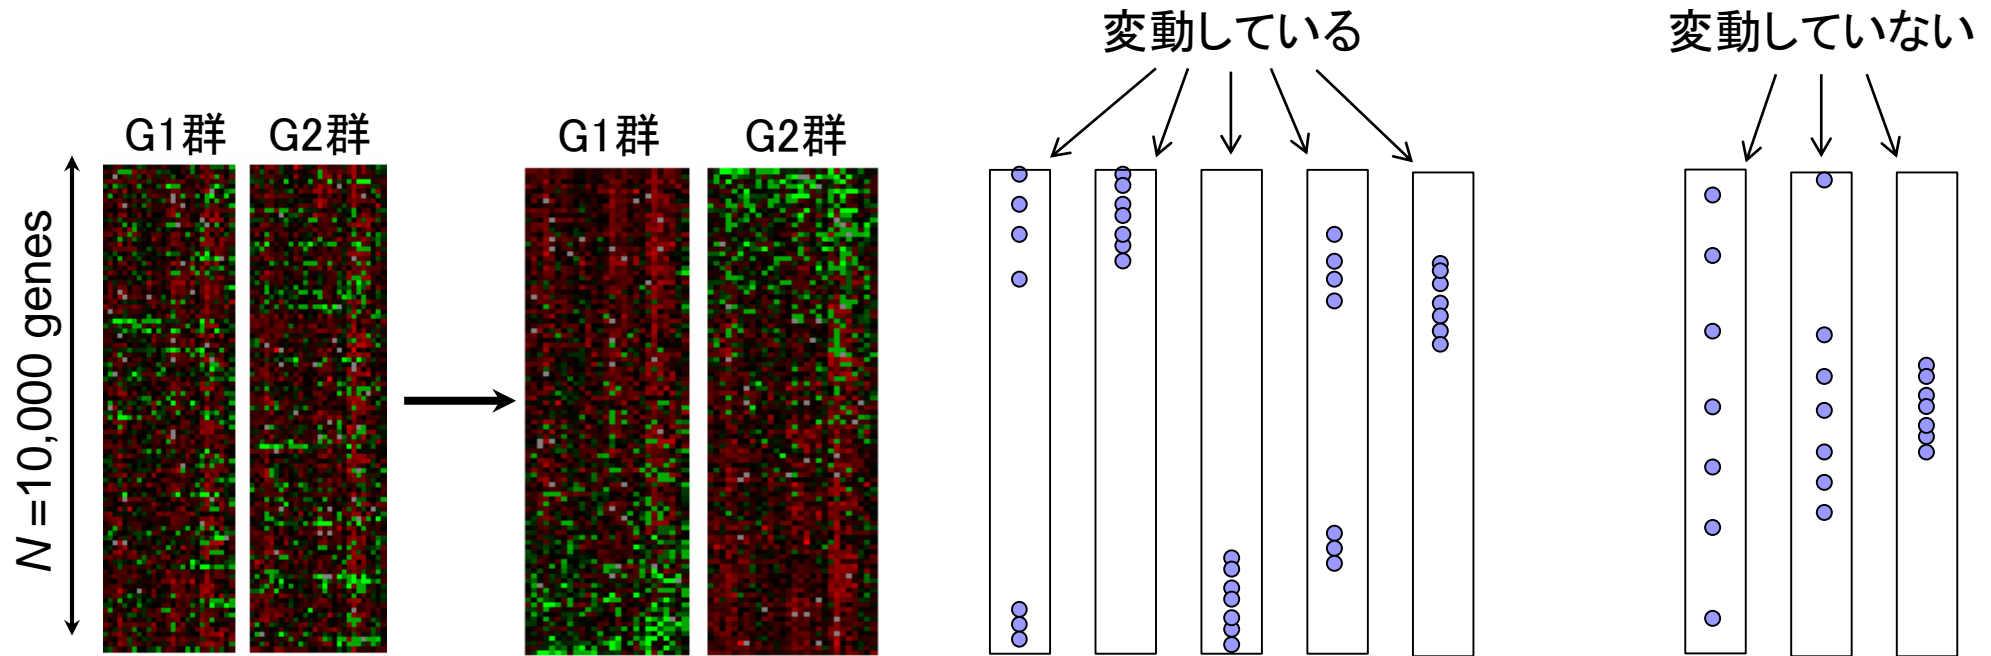 変動している
変動していない
G1群
G2群
G1群
G2群
N =10,000 genes